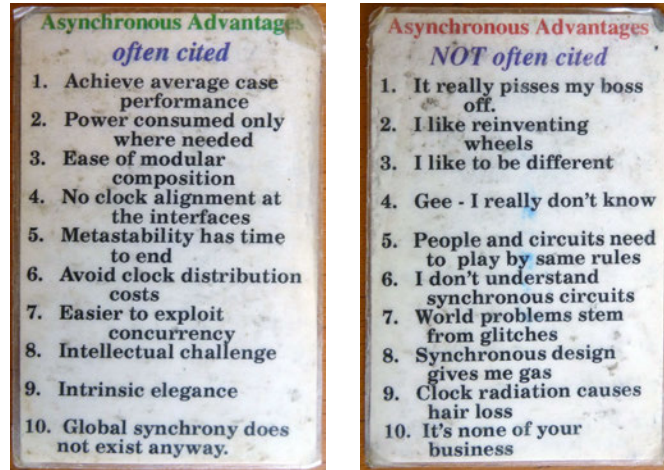 Asynchronous Advantages
often cited
1. Achieve average case
performance
2. Power consumed only
where needed
3. Ease of modular
composition
4. No clock alignment at
the interfaces
5. Metastability has time
to end
6. Avoid clock distribution
costs
7. Easier to exploit
concurrency
8. Intellectual challenge
9. Intrinsic elegance
10. Global synchrony does
not exist anyway.
Asynchronous Advantages
NOT often cited
1. It really pisses my boss
off.
2. I like reinventing
wheels
3. I like to be different
4. Gee - I really don't know
5. People and circuits need
to play by same rules
6. I don't understand
synchronous circuits
7. World problems stem
from glitches
8. Synchronous design
gives me gas
9. Clock radiation causes
hair loss
10. It's none of your
business